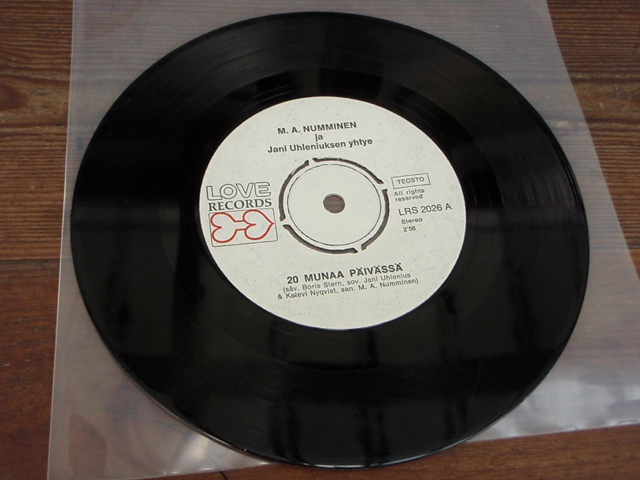 M. A. NUMMINEN
ja
Jani Uhleniuksen yhtye
LOVE
RECORDS
TEOSTO
All rights
reserved
LRS 2026 A
Stereo
2'56
20 MUNAA PÄIVÄSSÄ
(säv. Boris Stern, sov. Jani Uhlenius
& Kalevi Nyqvist, san. M. A. Numminen)